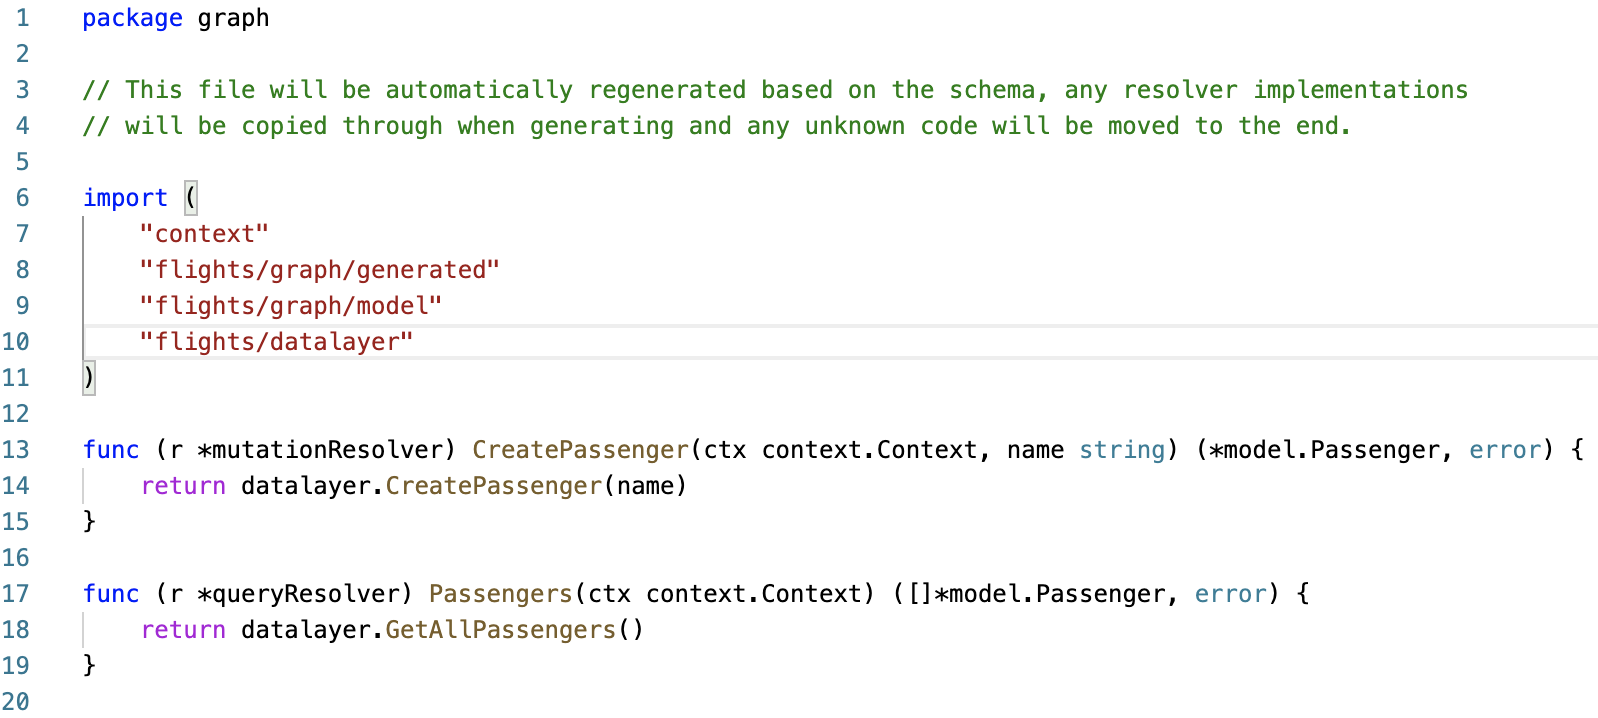 1 package graph
2
3 // This file will be automatically regenerated based on the schema, any resolver implementations
4 // will be copied through when generating and any unknown code will be moved to the end.
5
6 import (
7 "context"
8 "flights/graph/generated"
9 "flights/graph/model"
10 "flights/datalayer"
11 )
12
13 func (r *mutationResolver) CreatePassenger(ctx context.Context, name string) (*model.Passenger, error) {
14 return datalayer.CreatePassenger(name)
15 }
16
17 func (r *queryResolver) Passengers(ctx context.Context) ([]*model.Passenger, error) {
18 return datalayer.GetAllPassengers()
19 }
20